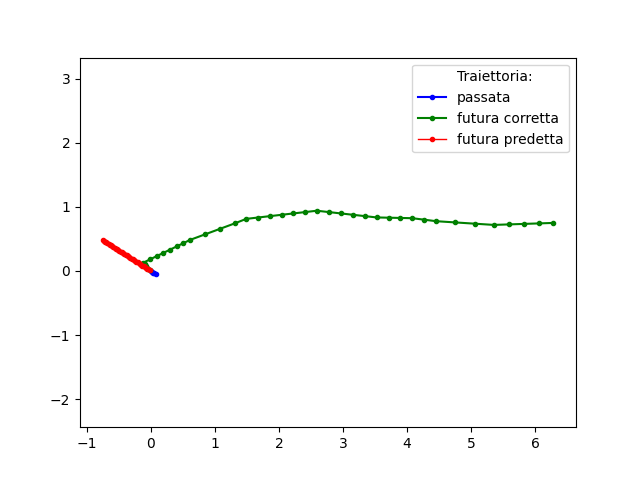 3
2
1
0
−1
−2
−1 0 1 2 3 4 5 6
Traiettoria:
passata
futura corretta
futura predetta